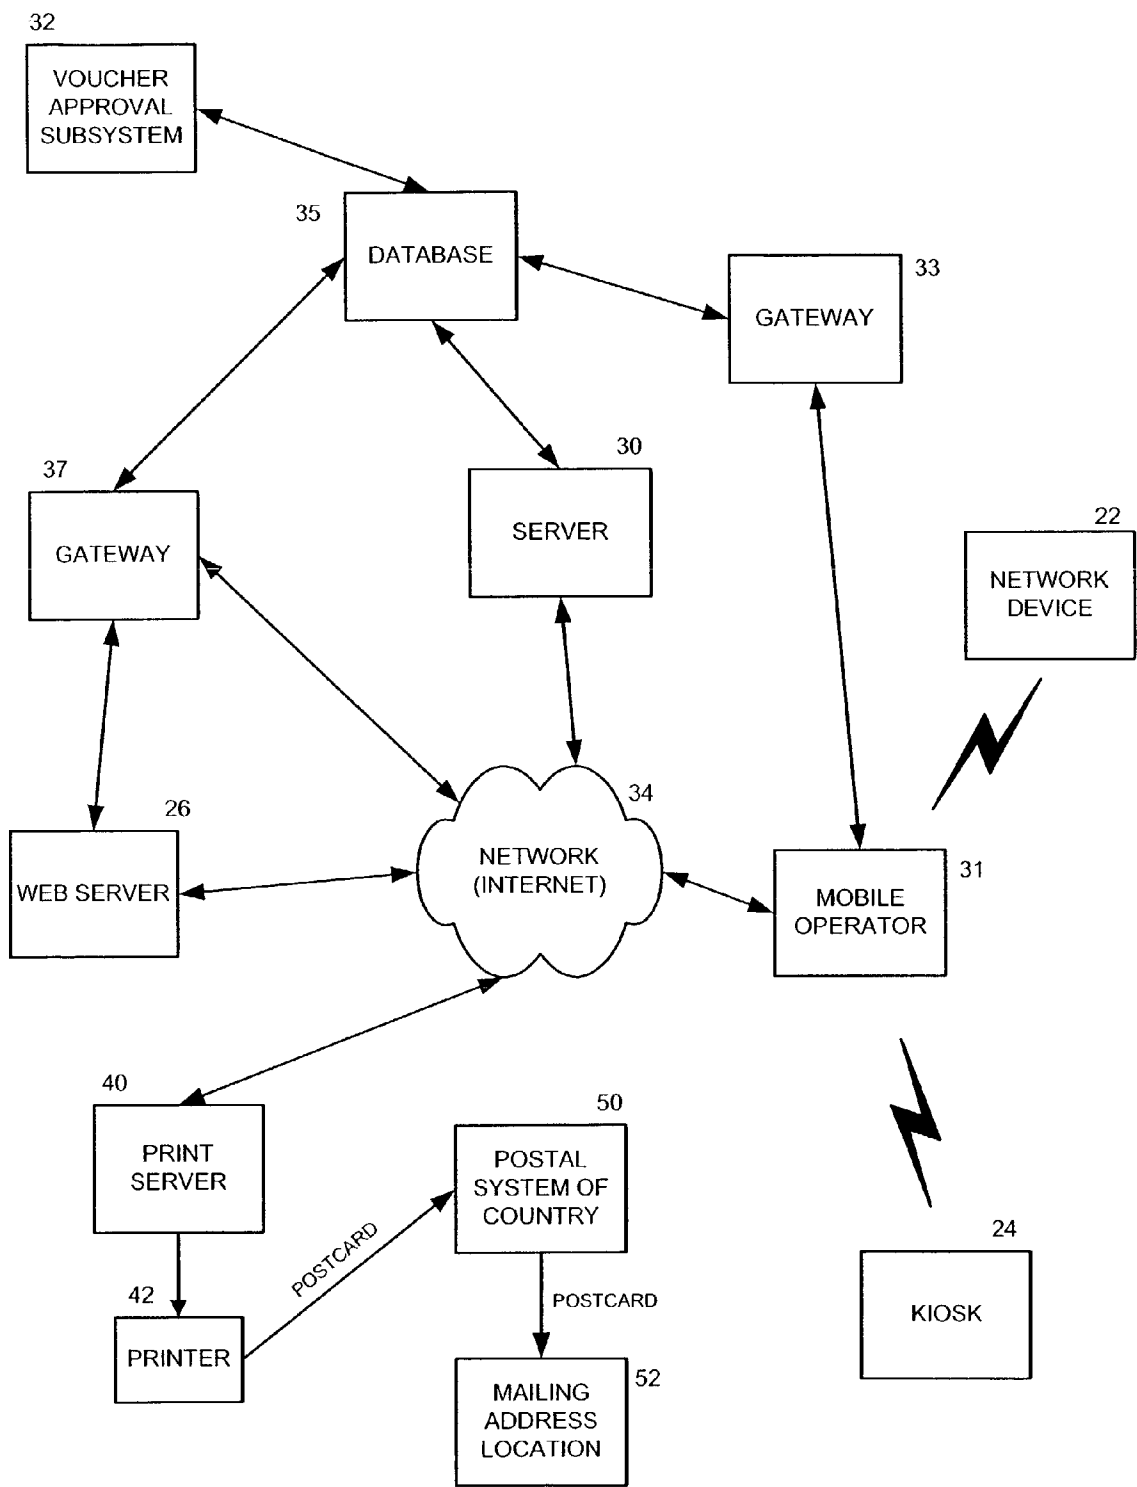 32
VOUCHER
APPROVAL
SUBSYSTEM
35
DATABASE
33
GATEWAY
37
GATEWAY
30
SERVER
22
NETWORK
DEVICE
26
WEB SERVER
34
NETWORK
(INTERNET)
31
MOBILE
OPERATOR
40
PRINT
SERVER
50
POSTAL
SYSTEM OF
COUNTRY
POSTCARD
24
KIOSK
42
PRINTER
POSTCARD
52
MAILING
ADDRESS
LOCATION